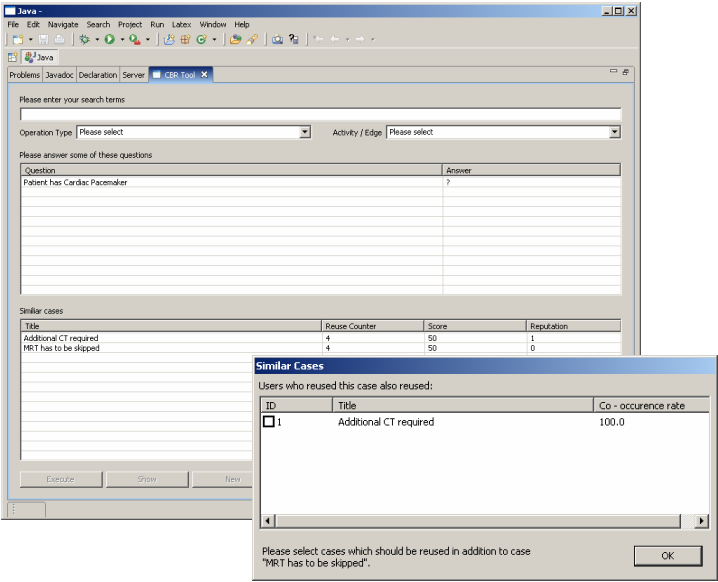 Java -
File Edit Navigate Search Project Run Latex Window Help
Java
Problems Javadoc Declaration Server CBR Tool
Please enter your search terms
Operation Type Please select Activity / Edge Please select
Please answer some of these questions
Question Answer
Patient has Cardiac Pacemaker ?
Similiar cases
Title Reuse Counter Score Reputation
Additional CT required 4 50 1
MRT has to be skipped 4 50 0
Execute Show New
Similar Cases
Users who reused this case also reused:
ID Title Co - occurence rate
1 Additional CT required 100.0
Please select cases which should be reused in addition to case
"MRT has to be skipped".
OK